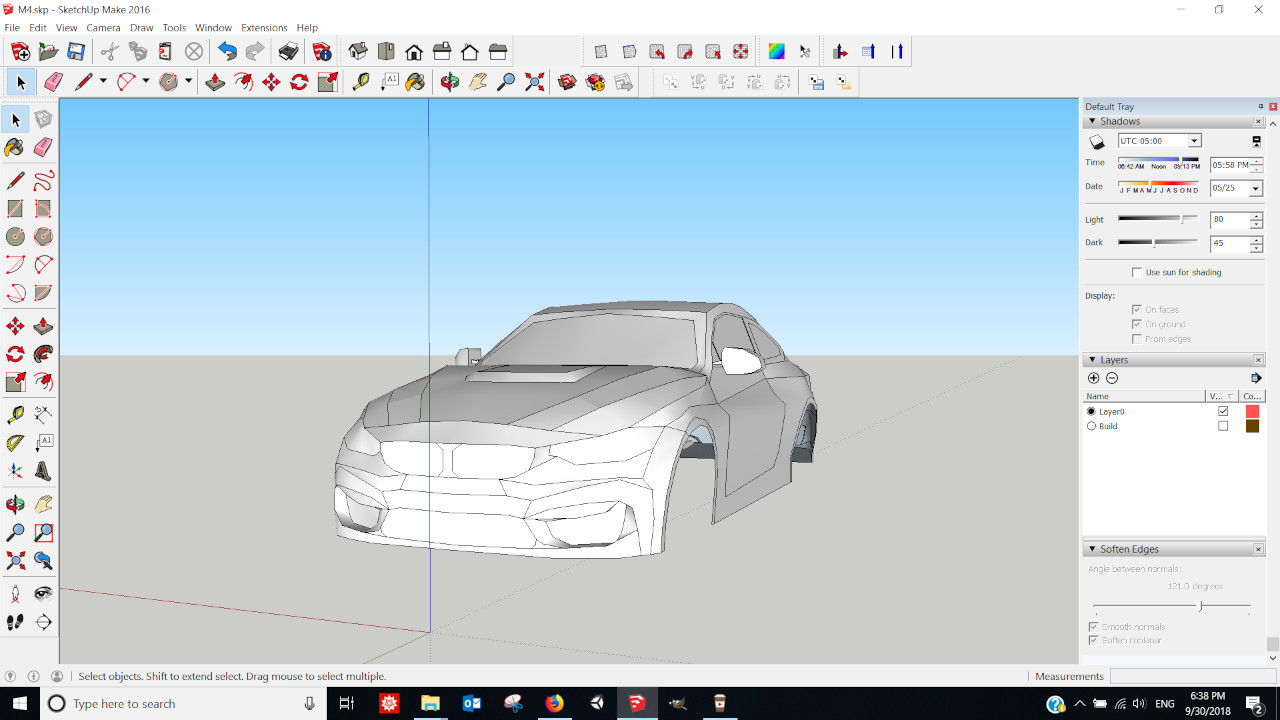 M4.skp - SketchUp Make 2016
File Edit View Camera Draw Tools Window Extensions Help
A1
Default Tray
Shadows
UTC-05:00
Time
06:42 AM Noon 09:13 PM
05:58 PM
Date
J F M A M J J A S O N D
05/25
Light
80
Dark
45
Use sun for shading
Display:
On faces
On ground
From edges
Layers
Name V... Co...
Layer0
Build
A1
Soften Edges
Angle between normals:
121.0 degrees
Smooth normals
Soften coplanar
Select objects. Shift to extend select. Drag mouse to select multiple.
Measurements
Type here to search
ENG
6:38 PM
9/30/2018
2